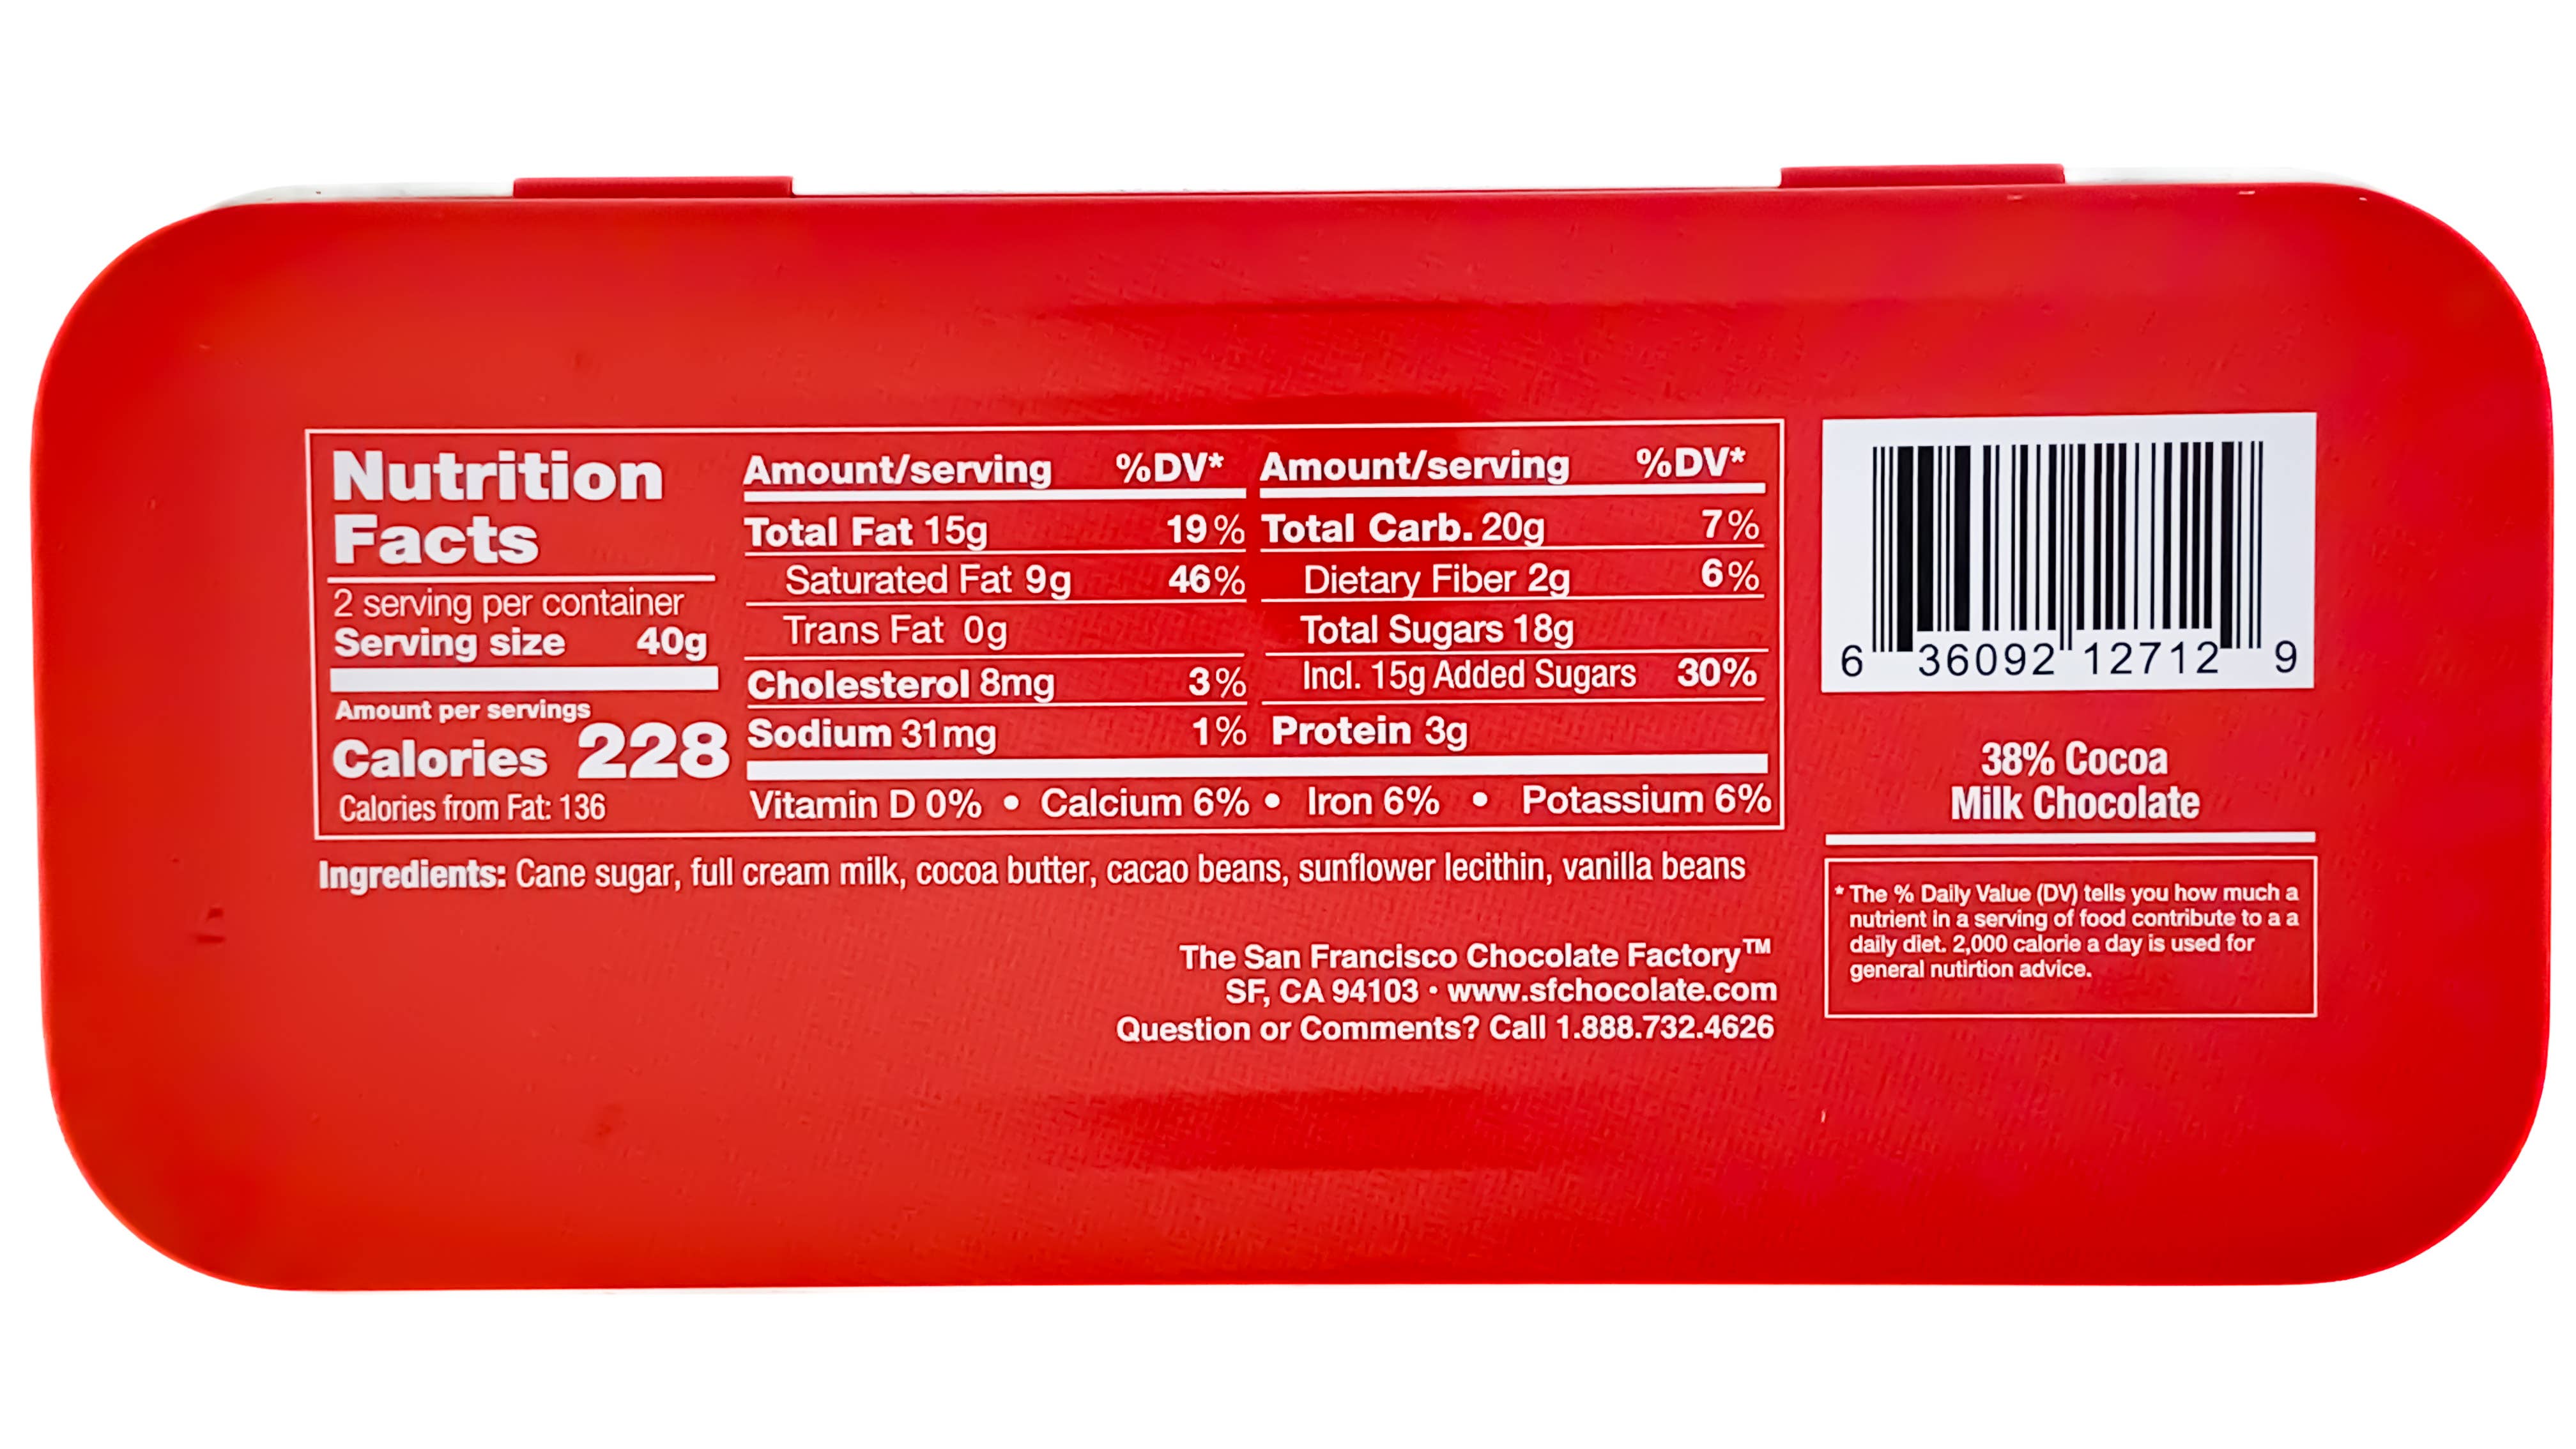 Nutrition
Facts
2 serving per container
Serving size 40g
Amount per servings
Calories 228
Calories from Fat: 136
Amount/serving %DV*
Total Fat 15g 19%
Saturated Fat 9g 46%
Trans Fat 0g
Cholesterol 8mg 3%
Sodium 31mg 1%
Amount/serving %DV*
Total Carb. 20g 7%
Dietary Fiber 2g 6%
Total Sugars 18g
Incl. 15g Added Sugars 30%
Protein 3g
Vitamin D 0% • Calcium 6% • Iron 6% • Potassium 6%
Ingredients: Cane sugar, full cream milk, cocoa butter, cacao beans, sunflower lecithin, vanilla beans
The San Francisco Chocolate Factory™
SF, CA 94103 • www.sfchocolate.com
Question or Comments? Call 1.888.732.4626
6 36092 12712 9
38% Cocoa
Milk Chocolate
* The % Daily Value (DV) tells you how much a
nutrient in a serving of food contribute to a a
daily diet. 2,000 calorie a day is used for
general nutirtion advice.